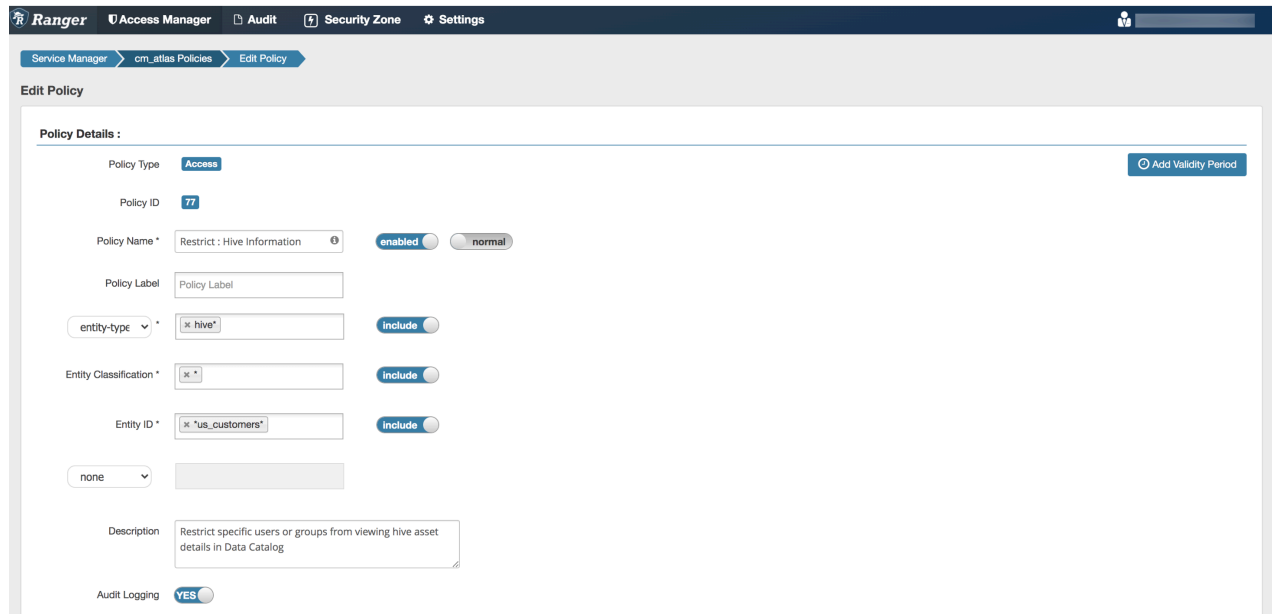 Ranger Access Manager Audit Security Zone Settings
Service Manager cm_atlas Policies Edit Policy
Edit Policy
Policy Details :
Policy Type Access Add Validity Period
Policy ID 77
Policy Name * Restrict : Hive Information enabled normal
Policy Label Policy Label
entity-type * × hive* include
Entity Classification * × * include
Entity ID * × *us_customers* include
none
Description Restrict specific users or groups from viewing hive asset
details in Data Catalog
Audit Logging YES